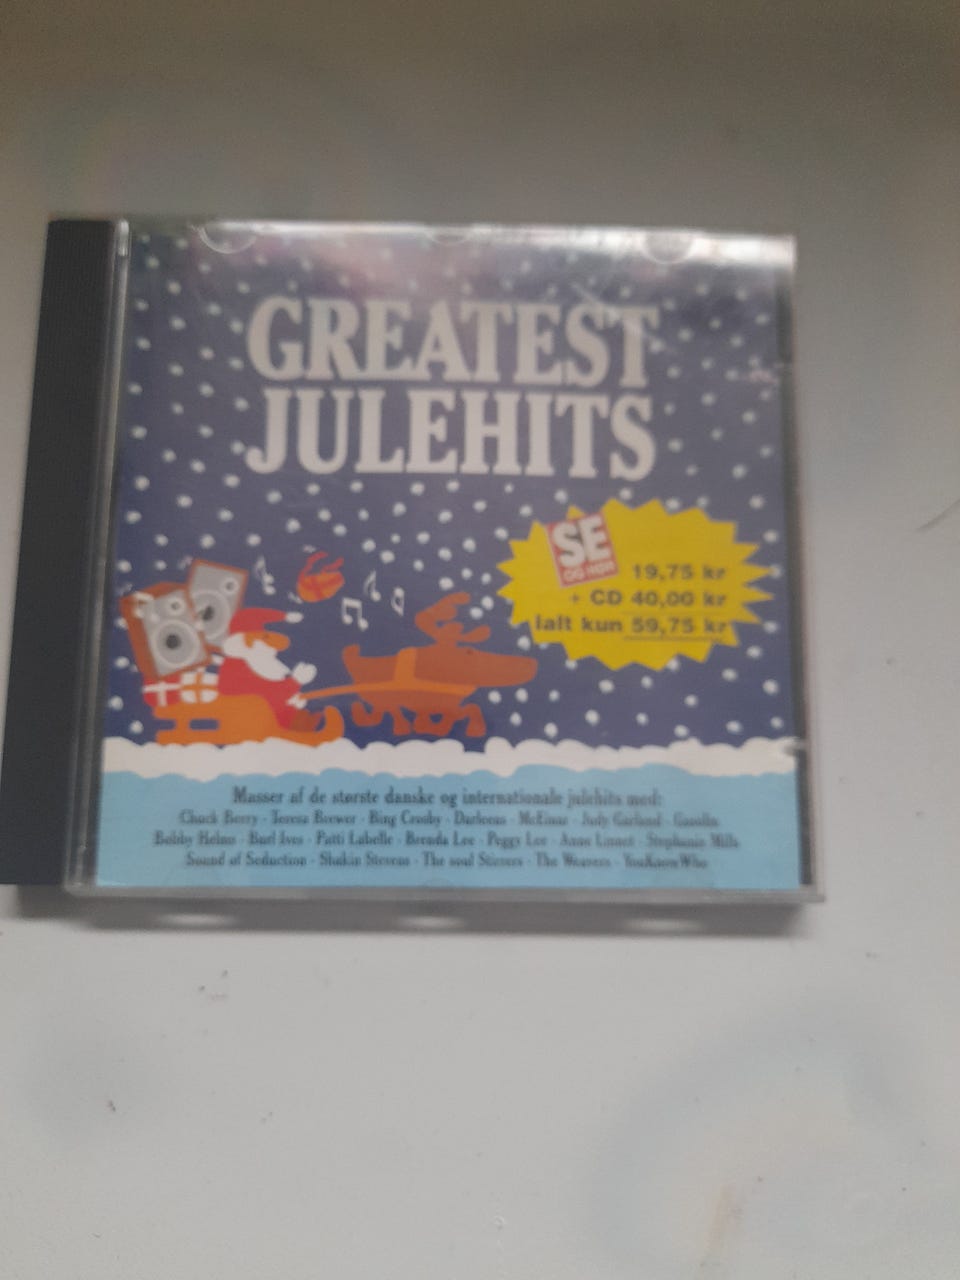 GREATEST
JULEHITS
SE
OG HØR
19,75 kr
+ CD 40,00 kr
Ialt kun 59,75 kr
Masser af de største danske og internationale julehits med:
Chuck Berry - Teresa Brewer - Bing Crosby - Darleens - McEinar - Judy Garland - Gasolin
Bobby Helms - Burl Ives - Patti Labelle - Brenda Lee - Peggy Lee - Anne Linnet - Stephanie Mills
Sound of Seduction - Shakin Stevens - The soul Stirrers - The Weavers - YouKnowWho